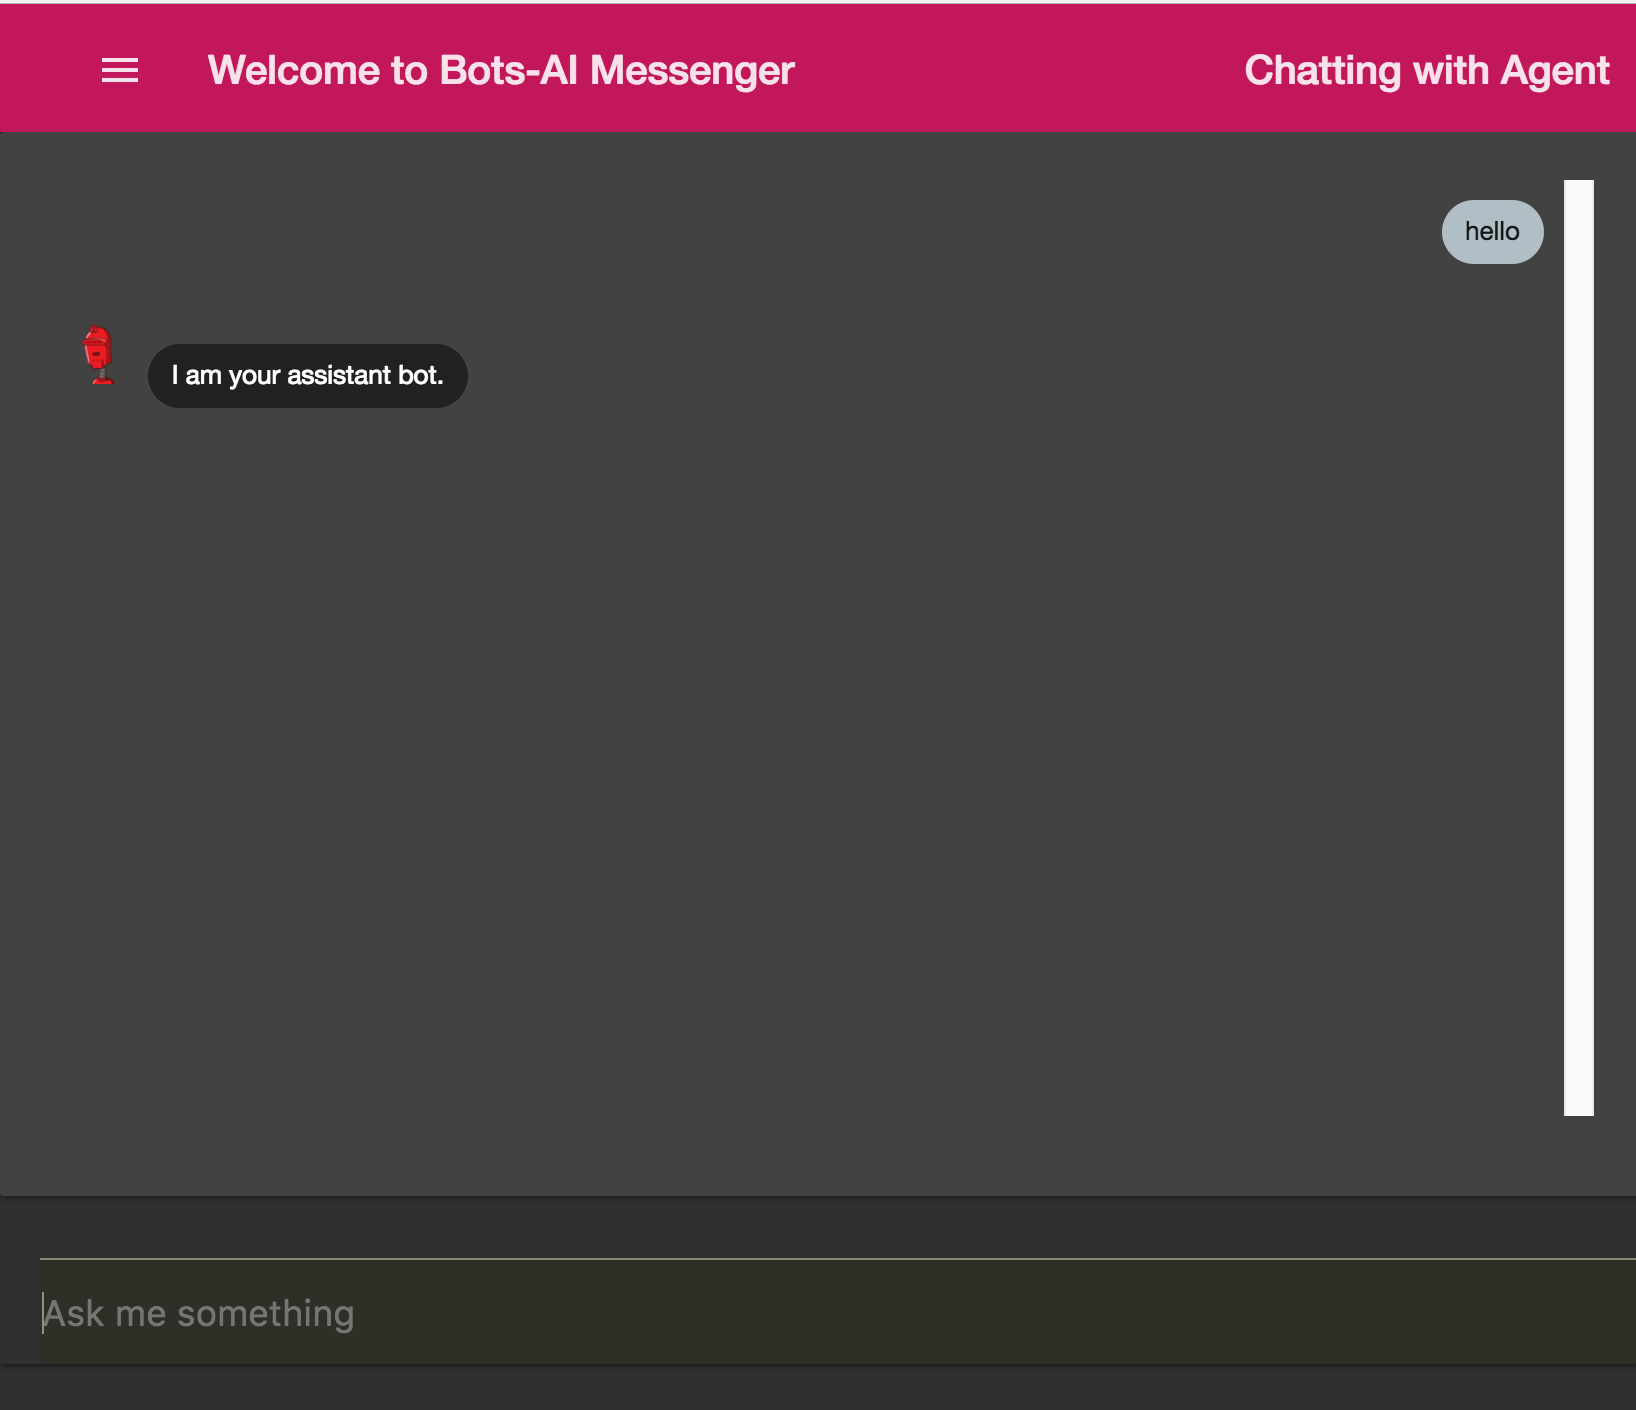 Welcome to Bots-AI Messenger
Chatting with Agent
hello
I am your assistant bot.
Ask me something